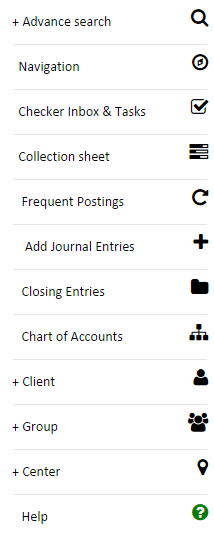 + Advance search
Navigation
Checker Inbox & Tasks
Collection sheet
Frequent Postings
Add Journal Entries
Closing Entries
Chart of Accounts
+ Client
+ Group
+ Center
Help